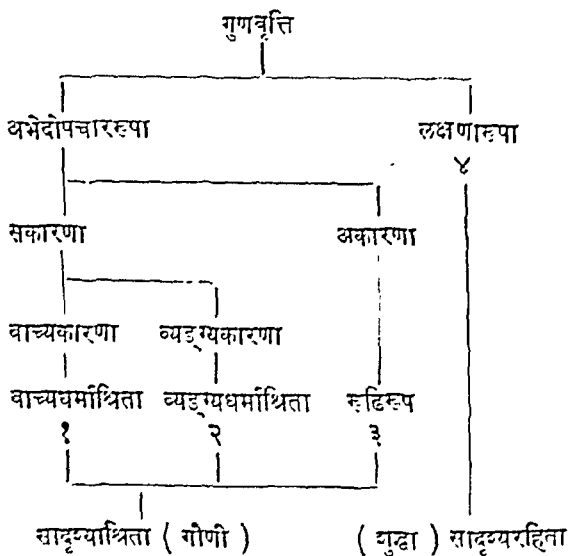 गुणवृत्ति
अभेदोपचाररूपा लक्षणारूपा
४
सकारणा अकारणा
वाच्यकारणा व्यङ्ग्यकारणा
वाच्यधर्माश्रिता व्यङ्ग्यधर्माश्रिता रूढिरूप
१ २ ३
सादृश्याश्रिता ( गौणी ) ( शुद्धा ) सादृश्यरहिता